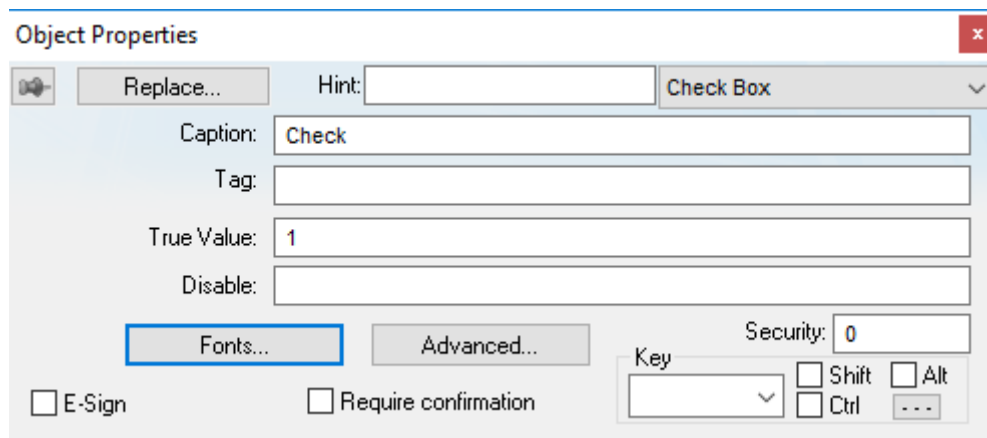 Object Properties x
Replace... Hint: Check Box
Caption: Check
Tag:
True Value: 1
Disable:
Fonts... Advanced... Security: 0
Key
Shift Alt
E-Sign Require confirmation Ctrl ...